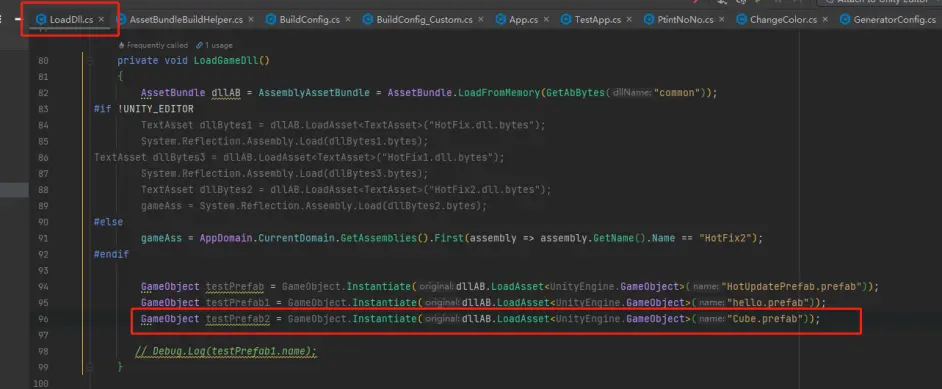 Attach to Unity Editor
LoadDll.cs AssetBundleBuildHelper.cs BuildConfig.cs BuildConfig_Custom.cs App.cs TestApp.cs PtintNoNo.cs ChangeColor.cs GeneratorConfig.cs
Frequently called 1 usage
80 private void LoadGameDll()
81 {
82 AssetBundle dllAB = AssemblyAssetBundle = AssetBundle.LoadFromMemory(GetAbBytes( dllName: "common"));
83 #if !UNITY_EDITOR
84 TextAsset dllBytes1 = dllAB.LoadAsset<TextAsset>("HotFix.dll.bytes");
85 System.Reflection.Assembly.Load(dllBytes1.bytes);
86 TextAsset dllBytes3 = dllAB.LoadAsset<TextAsset>("HotFix1.dll.bytes");
87 System.Reflection.Assembly.Load(dllBytes3.bytes);
88 TextAsset dllBytes2 = dllAB.LoadAsset<TextAsset>("HotFix2.dll.bytes");
89 gameAss = System.Reflection.Assembly.Load(dllBytes2.bytes);
90 #else
91 gameAss = AppDomain.CurrentDomain.GetAssemblies().First(assembly => assembly.GetName().Name == "HotFix2");
92 #endif
93
94 GameObject testPrefab = GameObject.Instantiate( original: dllAB.LoadAsset<UnityEngine.GameObject>( name: "HotUpdatePrefab.prefab"));
95 GameObject testPrefab1 = GameObject.Instantiate( original: dllAB.LoadAsset<UnityEngine.GameObject>( name: "hello.prefab"));
96 GameObject testPrefab2 = GameObject.Instantiate( original: dllAB.LoadAsset<UnityEngine.GameObject>( name: "Cube.prefab"));
97
98 // Debug.Log(testPrefab1.name);
99 }
100